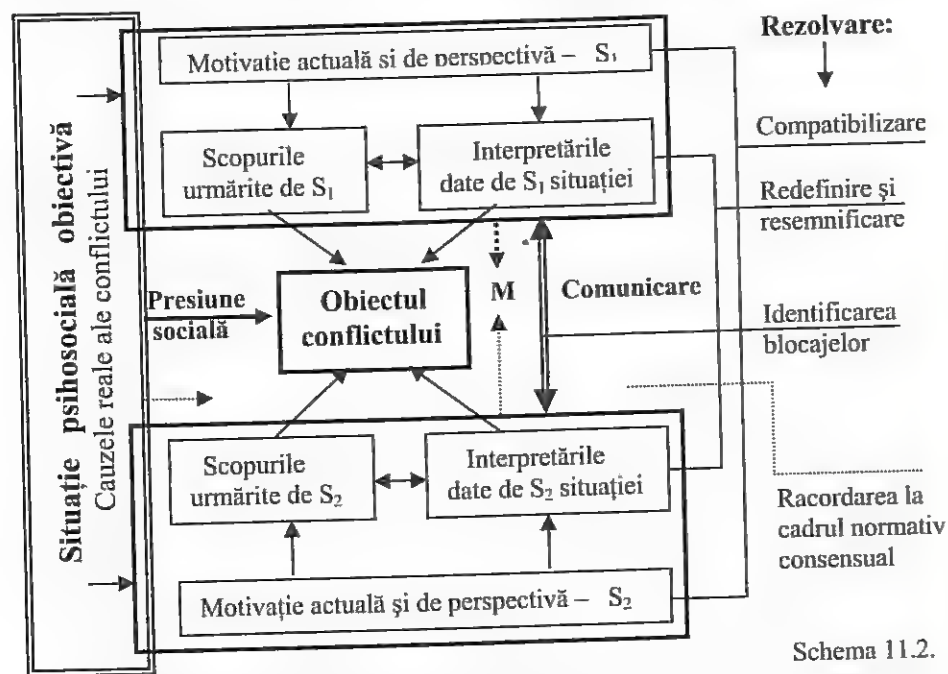 Situație psihosocială obiectivă
Cauzele reale ale conflictului
Motivatie actuală si de perspectivă – S₁
Scopurile
urmărite de S₁
Interpretările
date de S₁ situației
Presiune
socială
Obiectul
conflictului
M
Comunicare
Scopurile
urmărite de S₂
Interpretările
date de S₂ situației
Motivație actuală și de perspectivă – S₂
Rezolvare:
Compatibilizare
Redefinire și
resemnificare
Identificarea
blocajelor
Racordarea la
cadrul normativ
consensual
Schema 11.2.